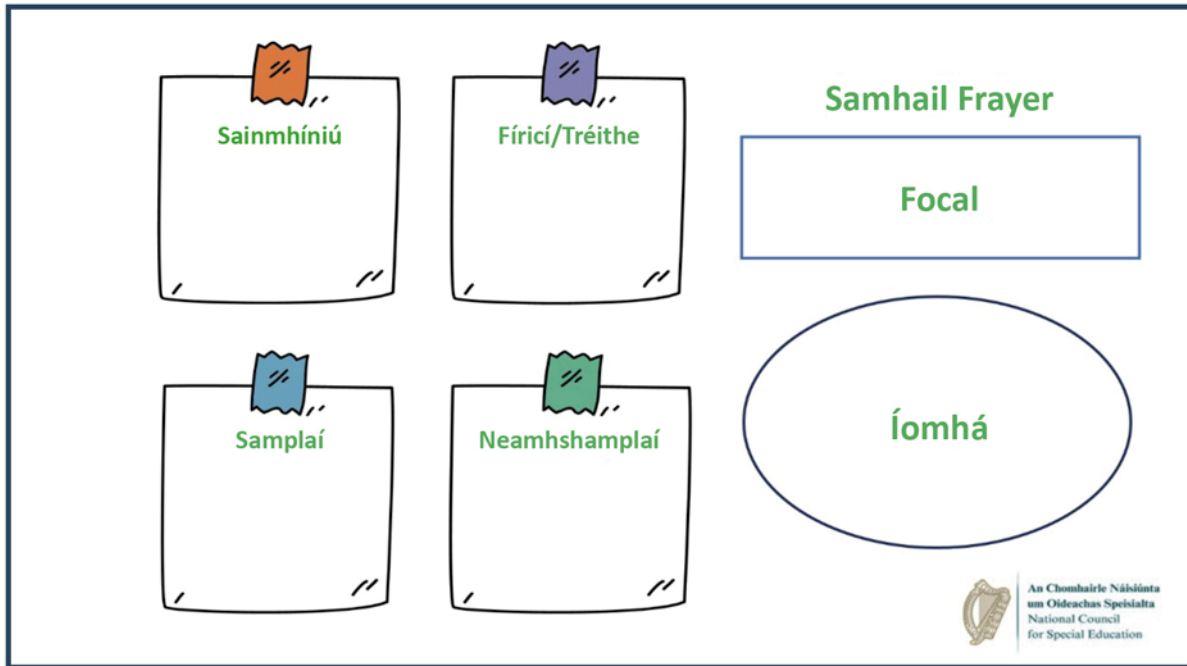 Sainmhíniú
Fíricí/Tréithe
Samhail Frayer
Focal
Samplaí
Neamhshamplaí
Íomhá
An Chomhairle Náisiúnta
um Oideachas Speisialta
National Council
for Special Education